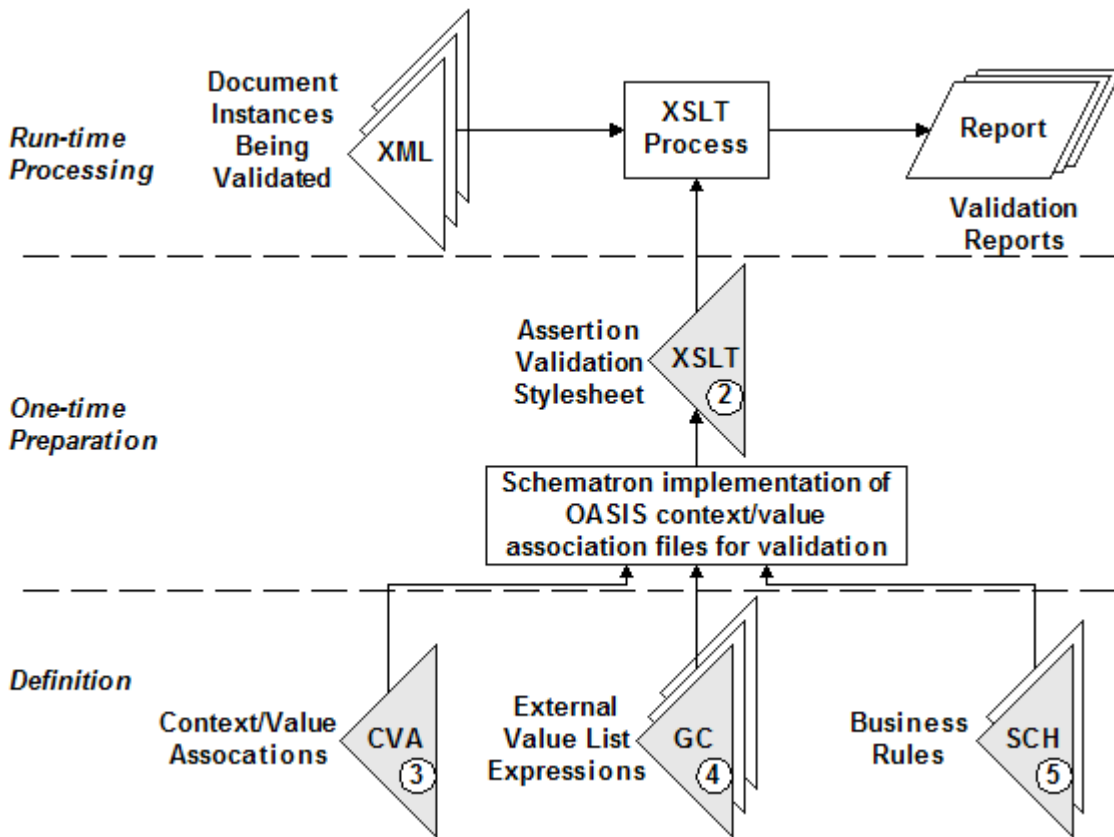 Document
Instances
Being
Validated
XML
XSLT
Process
Report
Run-time
Processing
Validation
Reports
Assertion
Validation
Stylesheet
XSLT
2
One-time
Preparation
Schematron implementation of
OASIS context/value
association files for validation
Definition
Context/Value
Assocations
CVA
3
External
Value List
Expressions
GC
4
Business
Rules
SCH
5